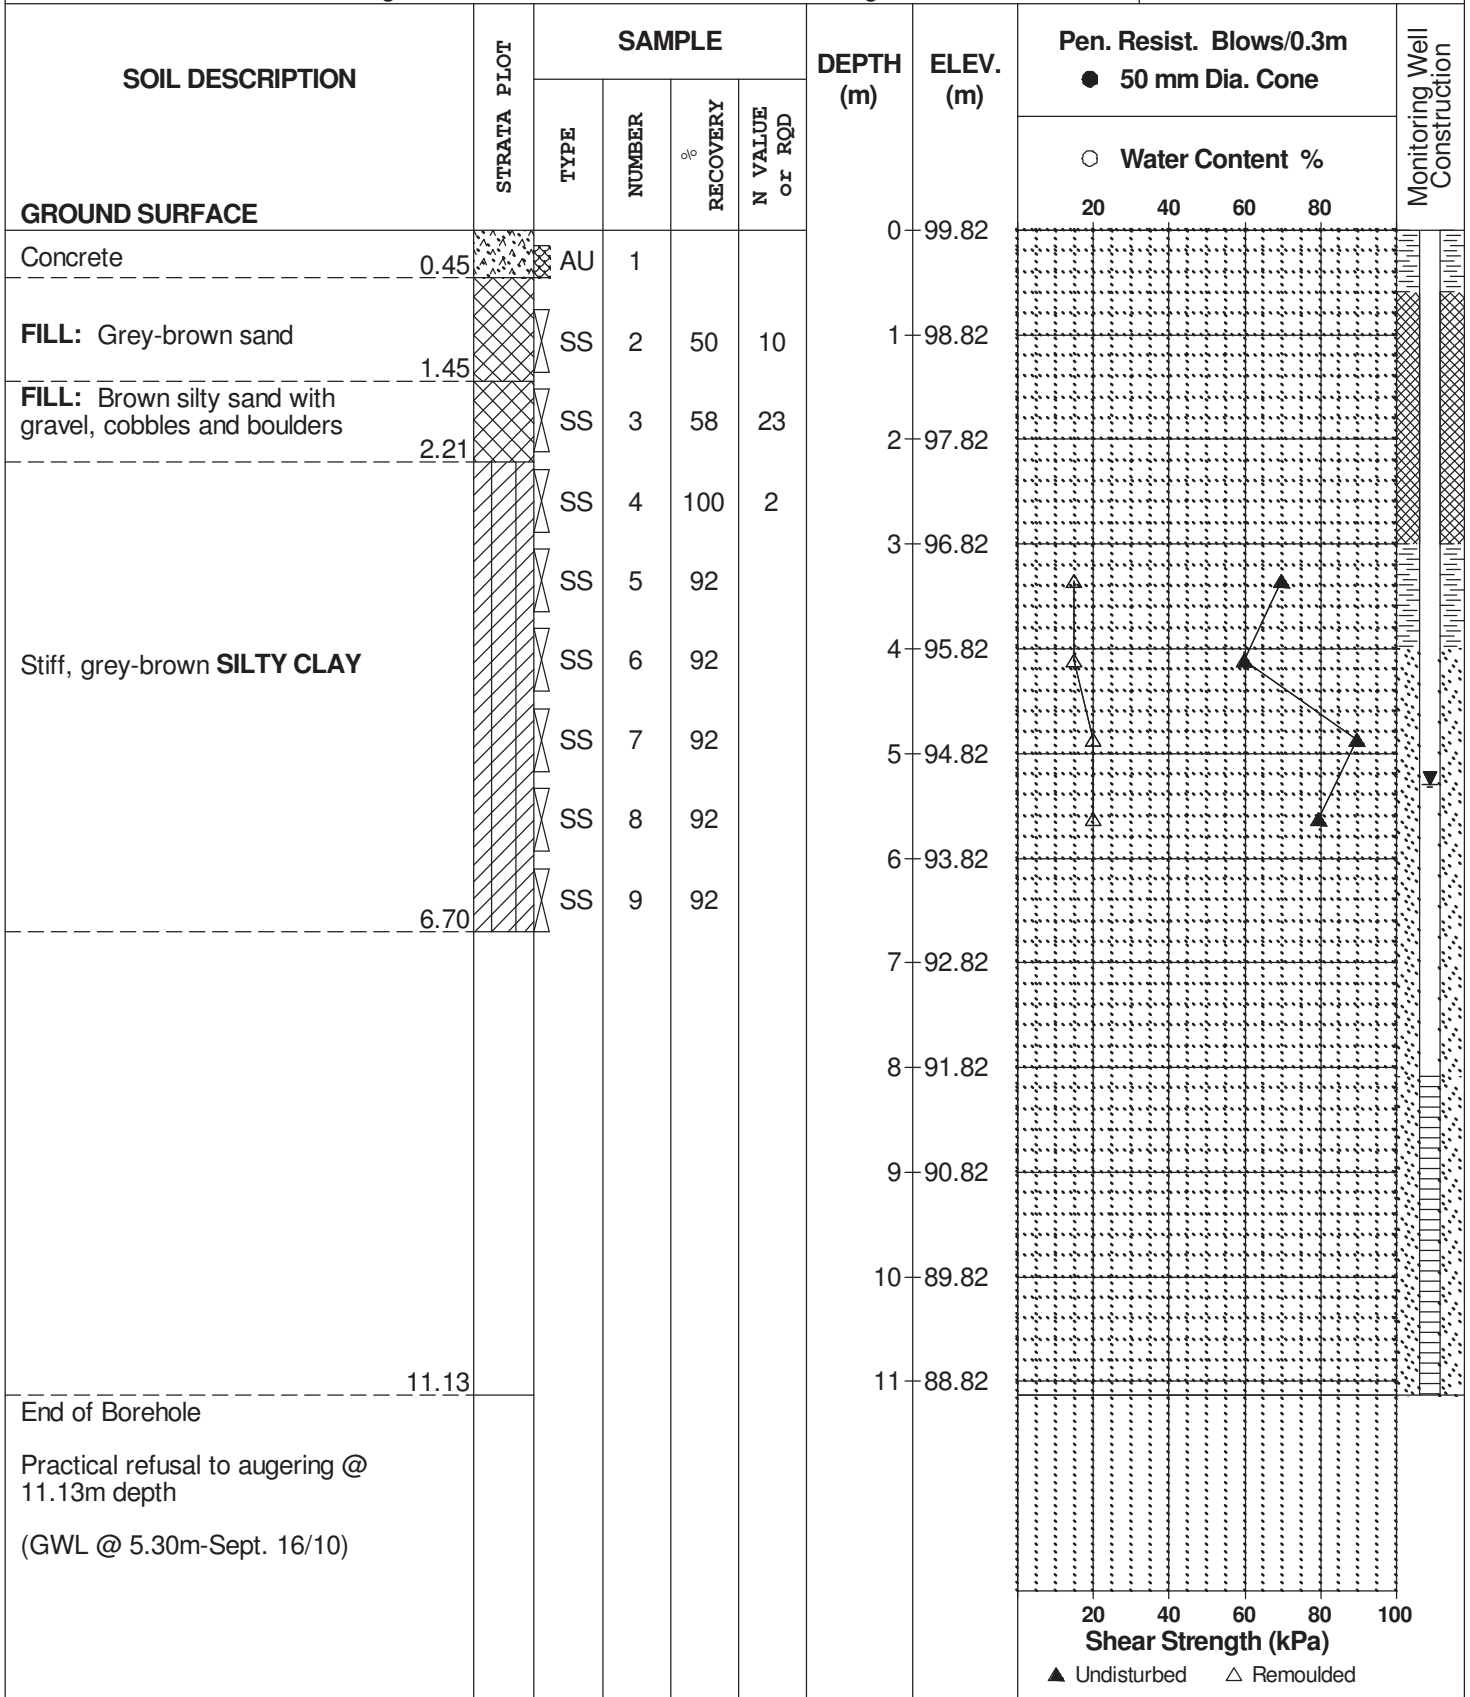 SOIL DESCRIPTION
GROUND SURFACE
STRATA PLOT
SAMPLE
TYPE
NUMBER
%
RECOVERY
N VALUE
or RQD
DEPTH
(m)
ELEV.
(m)
Pen. Resist. Blows/0.3m
● 50 mm Dia. Cone
○ Water Content %
20 40 60 80
Monitoring Well
Construction
0 99.82
Concrete 0.45 AU 1
FILL: Grey-brown sand
1.45
SS 2 50 10
1 98.82
FILL: Brown silty sand with
gravel, cobbles and boulders
2.21
SS 3 58 23
2 97.82
SS 4 100 2
3 96.82
SS 5 92
Stiff, grey-brown SILTY CLAY
SS 6 92
4 95.82
SS 7 92
5 94.82
SS 8 92
6 93.82
SS 9 92
6.70
7 92.82
8 91.82
9 90.82
10 89.82
11.13
11 88.82
End of Borehole
Practical refusal to augering @
11.13m depth
(GWL @ 5.30m-Sept. 16/10)
20 40 60 80 100
Shear Strength (kPa)
▲ Undisturbed △ Remoulded